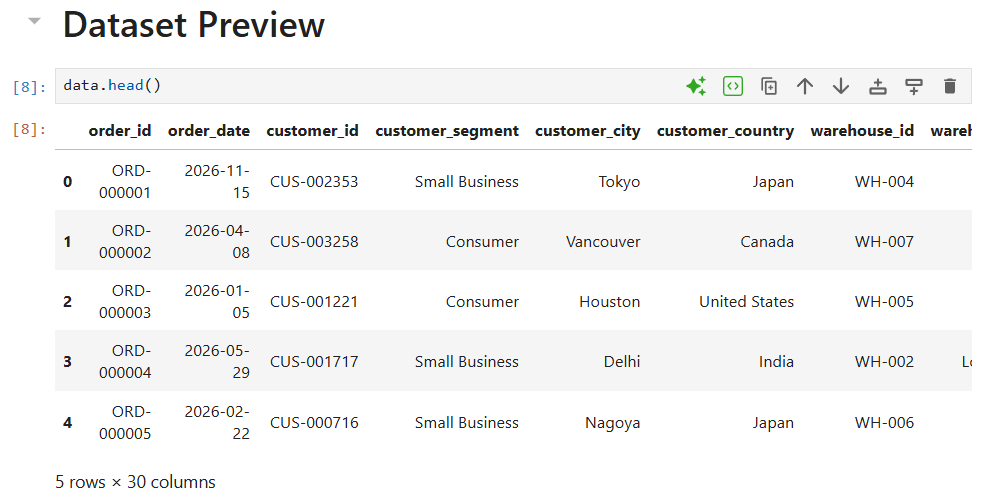 Dataset Preview
[8]: data.head()
[8]: order_id order_date customer_id customer_segment customer_city customer_country warehouse_id wareh
0 ORD-000001 2026-11-15 CUS-002353 Small Business Tokyo Japan WH-004
1 ORD-000002 2026-04-08 CUS-003258 Consumer Vancouver Canada WH-007
2 ORD-000003 2026-01-05 CUS-001221 Consumer Houston United States WH-005
3 ORD-000004 2026-05-29 CUS-001717 Small Business Delhi India WH-002 Lo
4 ORD-000005 2026-02-22 CUS-000716 Small Business Nagoya Japan WH-006
5 rows × 30 columns